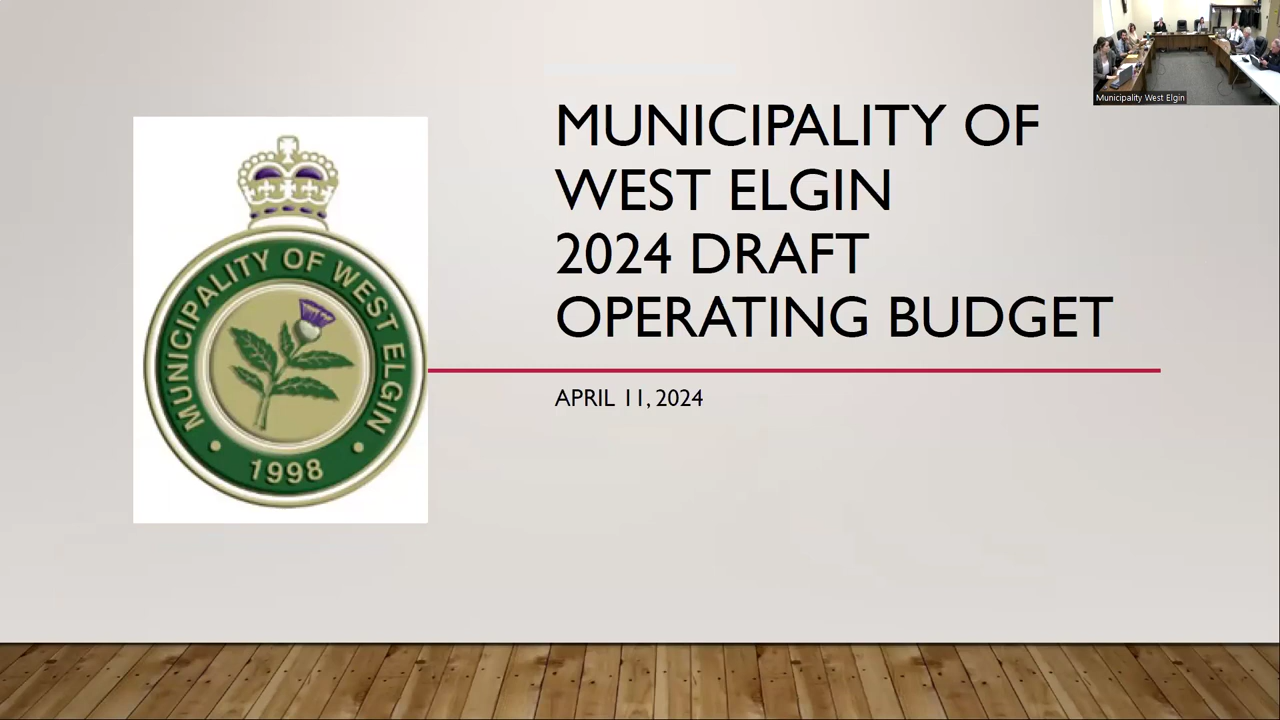 Municipality West Elgin
MUNICIPALITY OF
WEST ELGIN
2024 DRAFT
OPERATING BUDGET
APRIL 11, 2024
MUNICIPALITY OF WEST ELGIN
1998